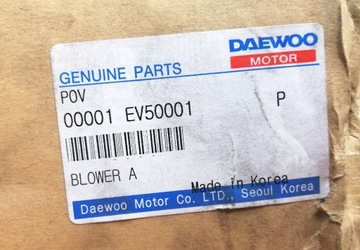 DAEWOO
MOTOR
GENUINE PARTS
POV
00001 EV50001 P
BLOWER A
Made in Korea
Daewoo Motor Co. LTD., Seoul Korea